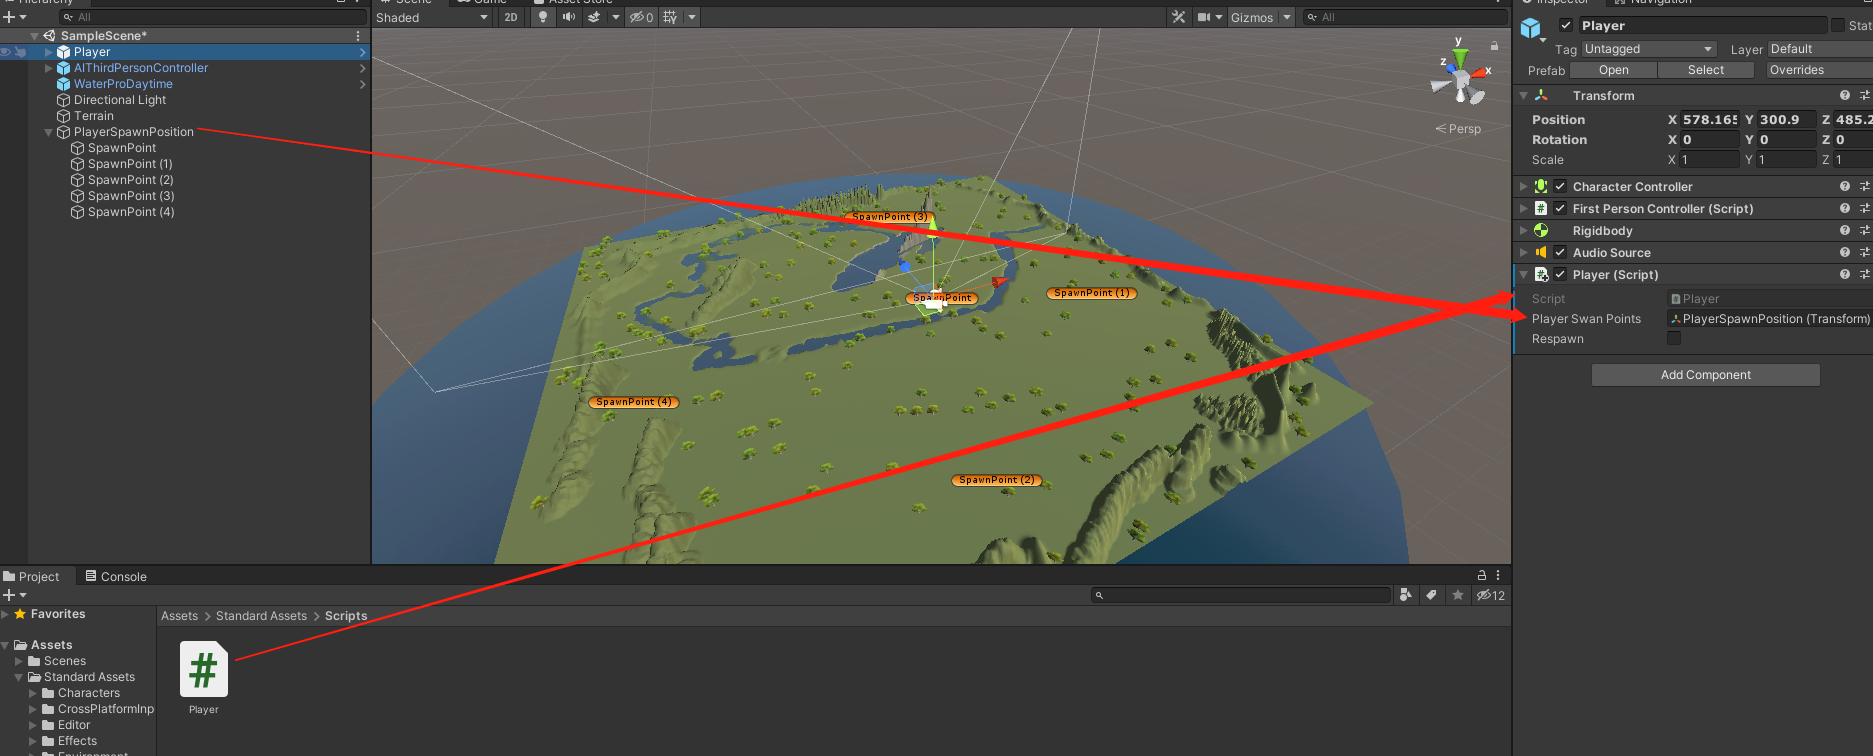 Hierarchy
Scene
Game
Asset Store
Inspector
Navigation
All
Shaded
2D
0
Gizmos
All
SampleScene*
Player
AIThirdPersonController
WaterProDaytime
Directional Light
Terrain
PlayerSpawnPosition
SpawnPoint
SpawnPoint (1)
SpawnPoint (2)
SpawnPoint (3)
SpawnPoint (4)
y
z
x
Persp
SpawnPoint (3)
SpawnPoint
SpawnPoint (1)
SpawnPoint (4)
SpawnPoint (2)
Player
Stat
Tag Untagged Layer Default
Prefab Open Select Overrides
Transform
Position X 578.165 Y 300.9 Z 485.2
Rotation X 0 Y 0 Z 0
Scale X 1 Y 1 Z 1
Character Controller
# First Person Controller (Script)
Rigidbody
Audio Source
# Player (Script)
Script Player
Player Swan Points PlayerSpawnPosition (Transform)
Respawn
Add Component
Project
Console
12
Favorites
Assets
Scenes
Standard Assets
Characters
CrossPlatformInp
Editor
Effects
Environment
Assets > Standard Assets > Scripts
#
Player